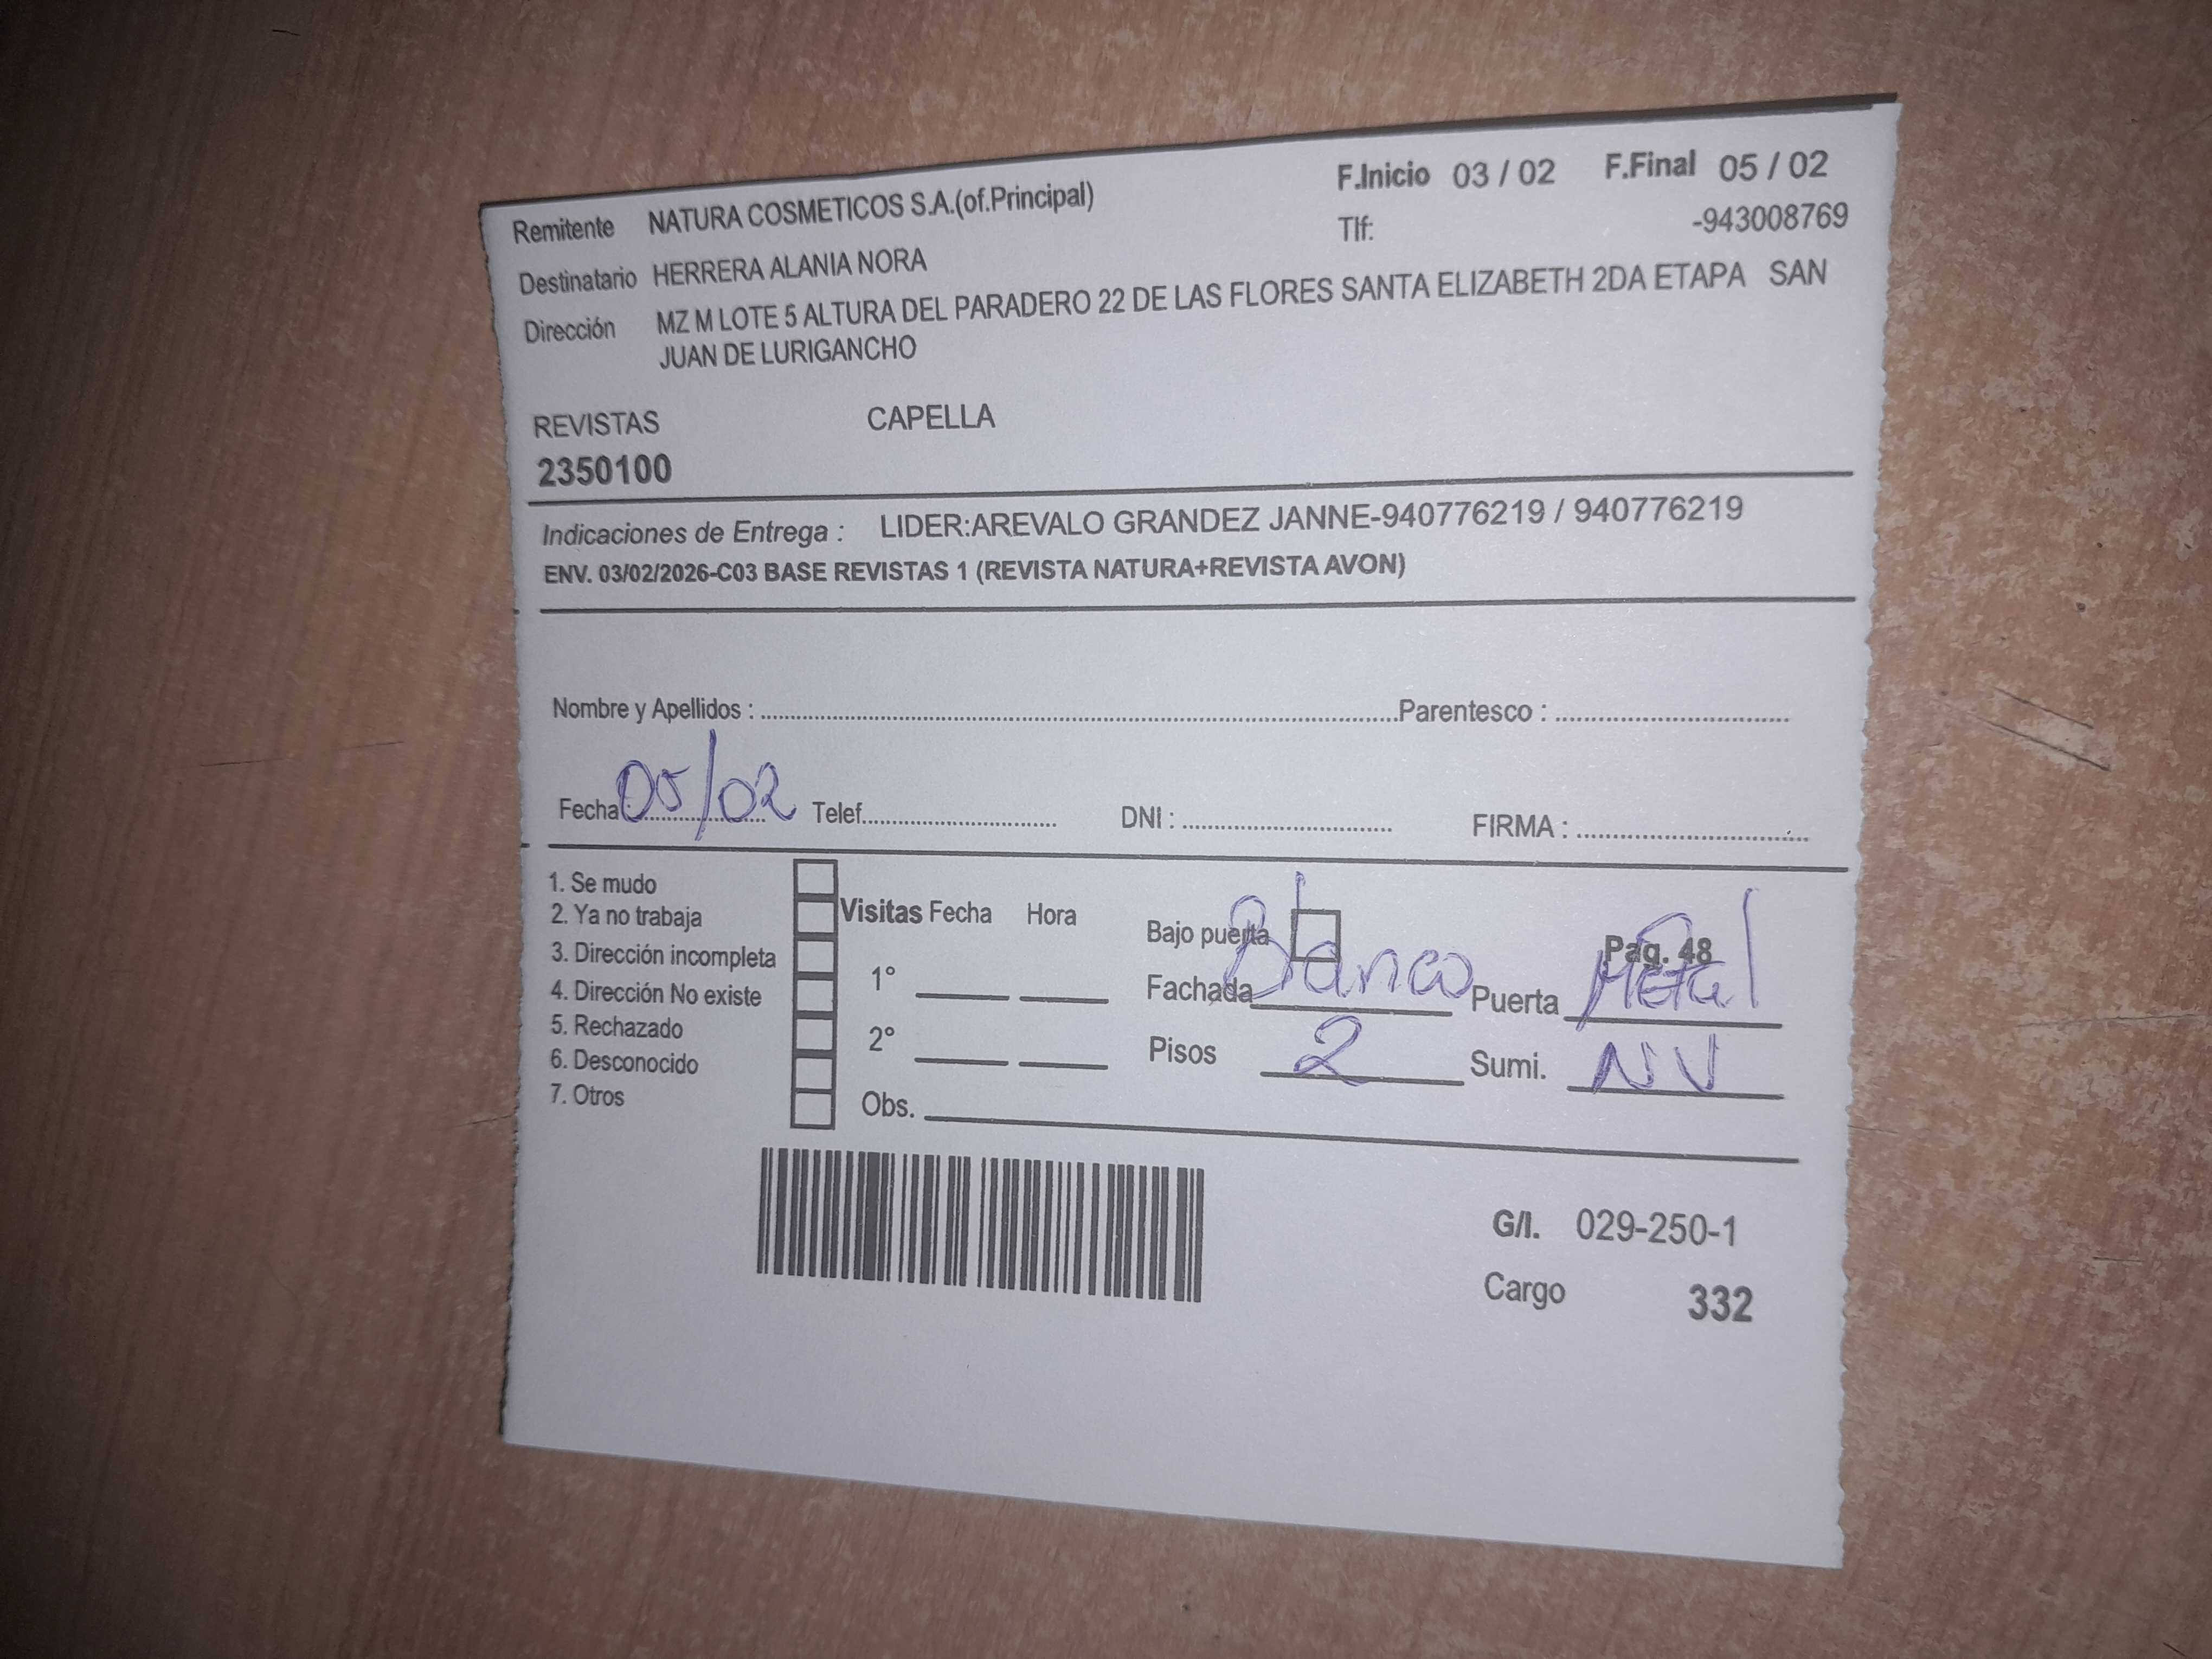 Remitente NATURA COSMETICOS S.A.(of.Principal) F.Inicio 03 / 02 F.Final 05 / 02
Tlf: -943008769
Destinatario HERRERA ALANIA NORA
Dirección MZ M LOTE 5 ALTURA DEL PARADERO 22 DE LAS FLORES SANTA ELIZABETH 2DA ETAPA SAN
JUAN DE LURIGANCHO
REVISTAS CAPELLA
2350100
Indicaciones de Entrega : LIDER:AREVALO GRANDEZ JANNE-940776219 / 940776219
ENV. 03/02/2026-C03 BASE REVISTAS 1 (REVISTA NATURA+REVISTA AVON)
Nombre y Apellidos : Parentesco :
Fecha : 05/02 Telef. DNI : FIRMA :
1. Se mudo
2. Ya no trabaja
3. Dirección incompleta
4. Dirección No existe
5. Rechazado
6. Desconocido
7. Otros
Visitas Fecha Hora
1°
2°
Obs.
Bajo puerta Pag. 48
Fachada Blanco Puerta Metal
Pisos 2 Sumi. NV
G/I. 029-250-1
Cargo 332